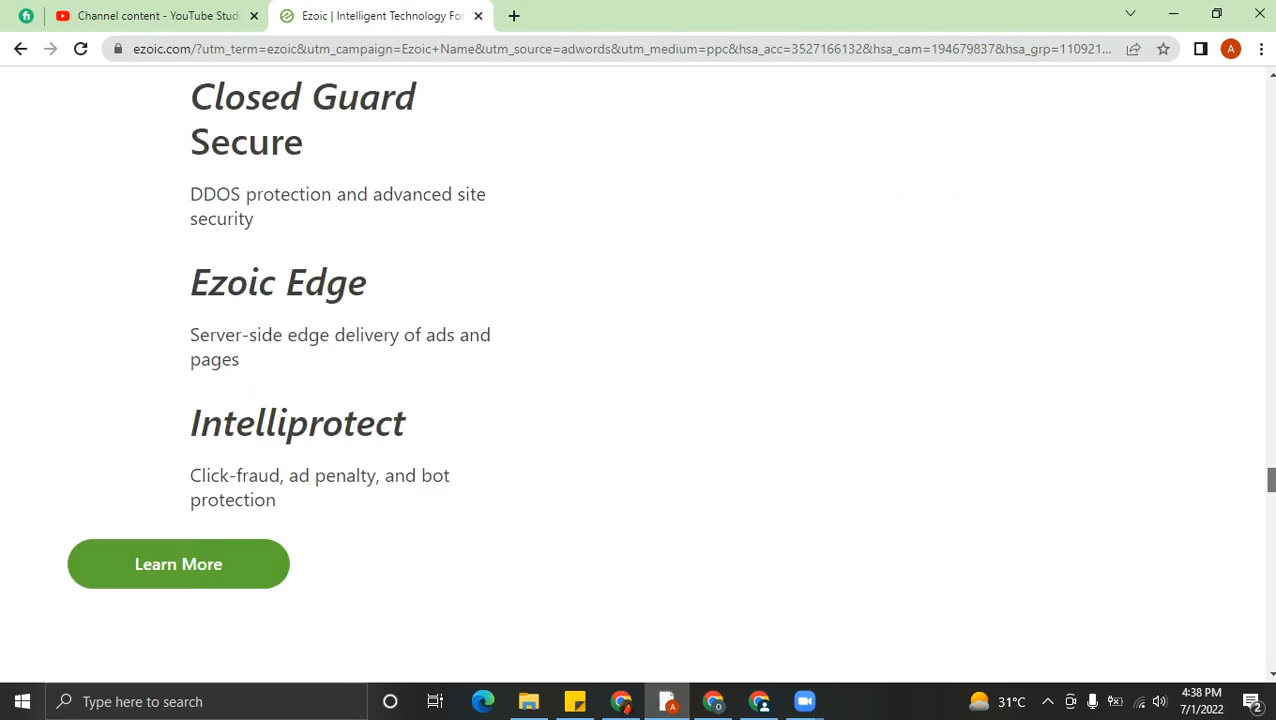 Channel content - YouTube Stud
Ezoic | Intelligent Technology For
ezoic.com/?utm_term=ezoic&utm_campaign=Ezoic+Name&utm_source=adwords&utm_medium=ppc&hsa_acc=3527166132&hsa_cam=194679837&hsa_grp=110921...
A
Closed Guard
Secure
DDOS protection and advanced site
security
Ezoic Edge
Server-side edge delivery of ads and
pages
Intelliprotect
Click-fraud, ad penalty, and bot
protection
Learn More
Type here to search
31°C
4:38 PM
7/1/2022
2